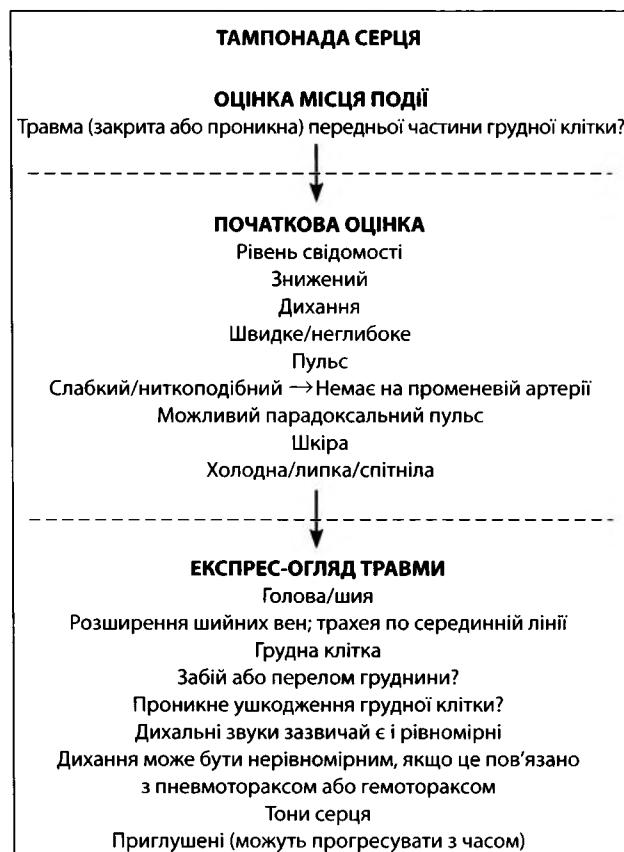 ТАМПОНАДА СЕРЦЯ
ОЦІНКА МІСЦЯ ПОДІЇ
Травма (закрита або проникна) передньої частини грудної клітки?
ПОЧАТКОВА ОЦІНКА
Рівень свідомості
Знижений
Дихання
Швидке/неглибоке
Пульс
Слабкий/ниткоподібний → Немає на променевій артерії
Можливий парадоксальний пульс
Шкіра
Холодна/липка/спітніла
ЕКСПРЕС-ОГЛЯД ТРАВМИ
Голова/шия
Розширення шийних вен; трахея по серединній лінії
Грудна клітка
Забій або перелом груднини?
Проникне ушкодження грудної клітки?
Дихальні звуки зазвичай є і рівномірні
Дихання може бути нерівномірним, якщо це пов’язано
з пневмотораксом або гемотораксом
Тони серця
Приглушені (можуть прогресувати з часом)